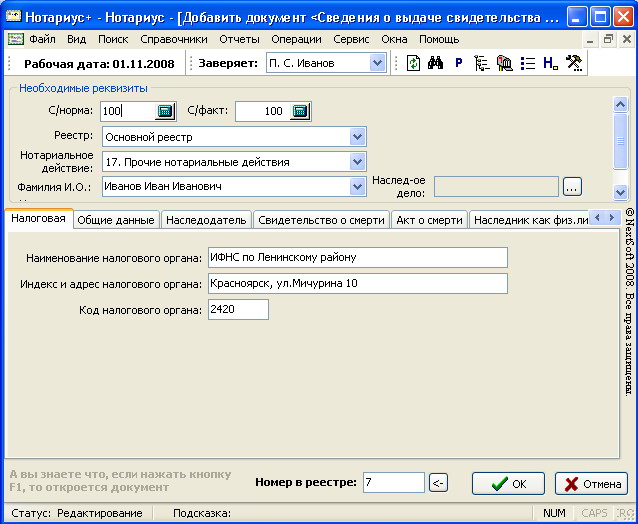 Нотариус+ - Нотариус - [Добавить документ <Сведения о выдаче свидетельства ...
Файл Вид Поиск Справочники Отчеты Операции Сервис Окна Помощь
Рабочая дата: 01.11.2008 Заверяет: П. С. Иванов
Необходимые реквизиты
С/норма: 100 С/факт: 100
Реестр: Основной реестр
Нотариальное действие: 17. Прочие нотариальные действия
Фамилия И.О.: Иванов Иван Иванович Наслед-ое дело: ...
Налоговая Общие данные Наследодатель Свидетельство о смерти Акт о смерти Наследник как физ.ли
Наименование налогового органа: ИФНС по Ленинскому району
Индекс и адрес налогового органа: Красноярск, ул.Мичурина 10
Код налогового органа: 2420
© NextSoft 2008. Все права защищены.
А вы знаете что, если нажать кнопку
F1, то откроется документ
Номер в реестре: 7 <- OK Отмена
Статус: Редактирование Подсказка: NUM CAPS